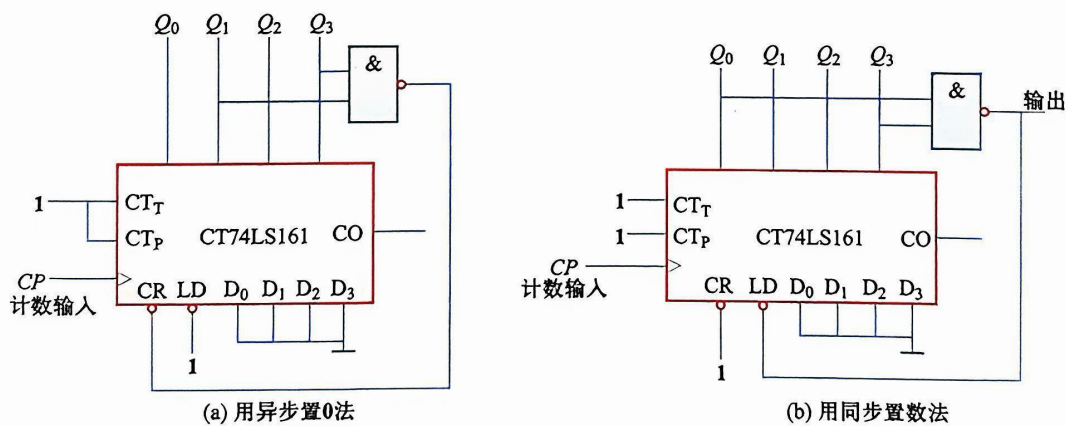 Q0 Q1 Q2 Q3
&
1
CTT
CTP
CT74LS161
CO
CP
计数输入
CR LD D0 D1 D2 D3
1
(a) 用异步置0法
Q0 Q1 Q2 Q3
&
输出
1
CTT
1
CTP
CT74LS161
CO
CP
计数输入
CR LD D0 D1 D2 D3
1
(b) 用同步置数法